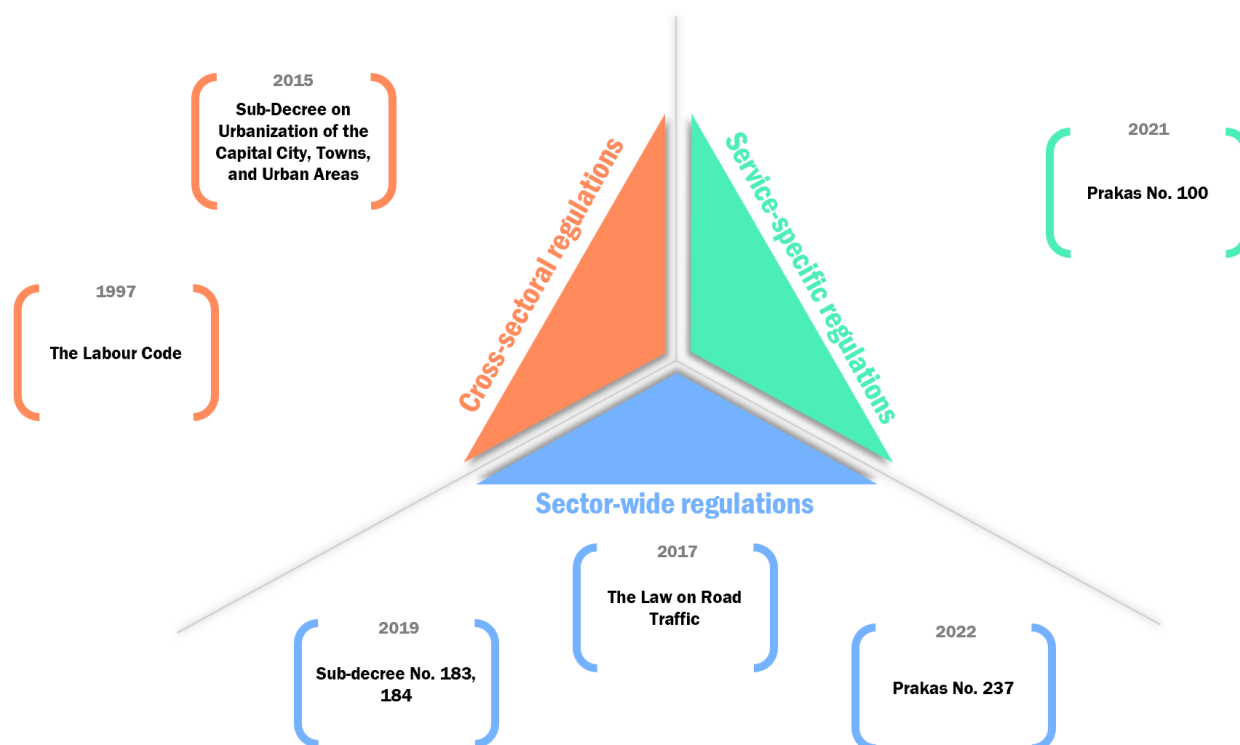 2015
Sub-Decree on
Urbanization of the
Capital City, Towns,
and Urban Areas
1997
The Labour Code
Cross-sectoral regulations
Service-specific regulations
2021
Prakas No. 100
Sector-wide regulations
2017
The Law on Road
Traffic
2019
Sub-decree No. 183,
184
2022
Prakas No. 237